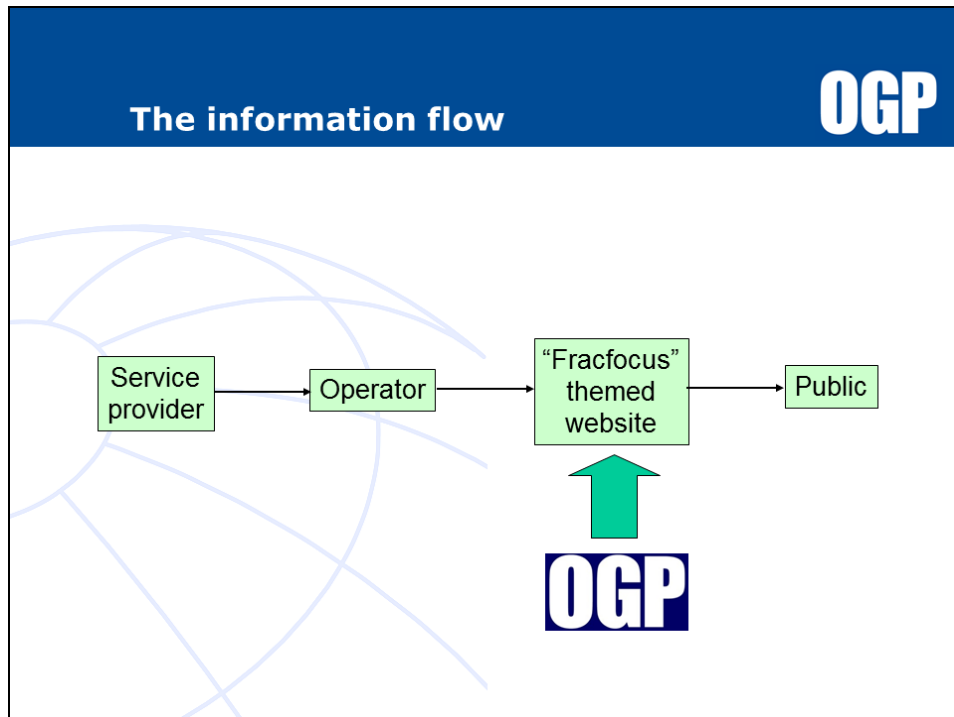 The information flow
OGP
Service
provider
Operator
“Fracfocus”
themed
website
Public
OGP